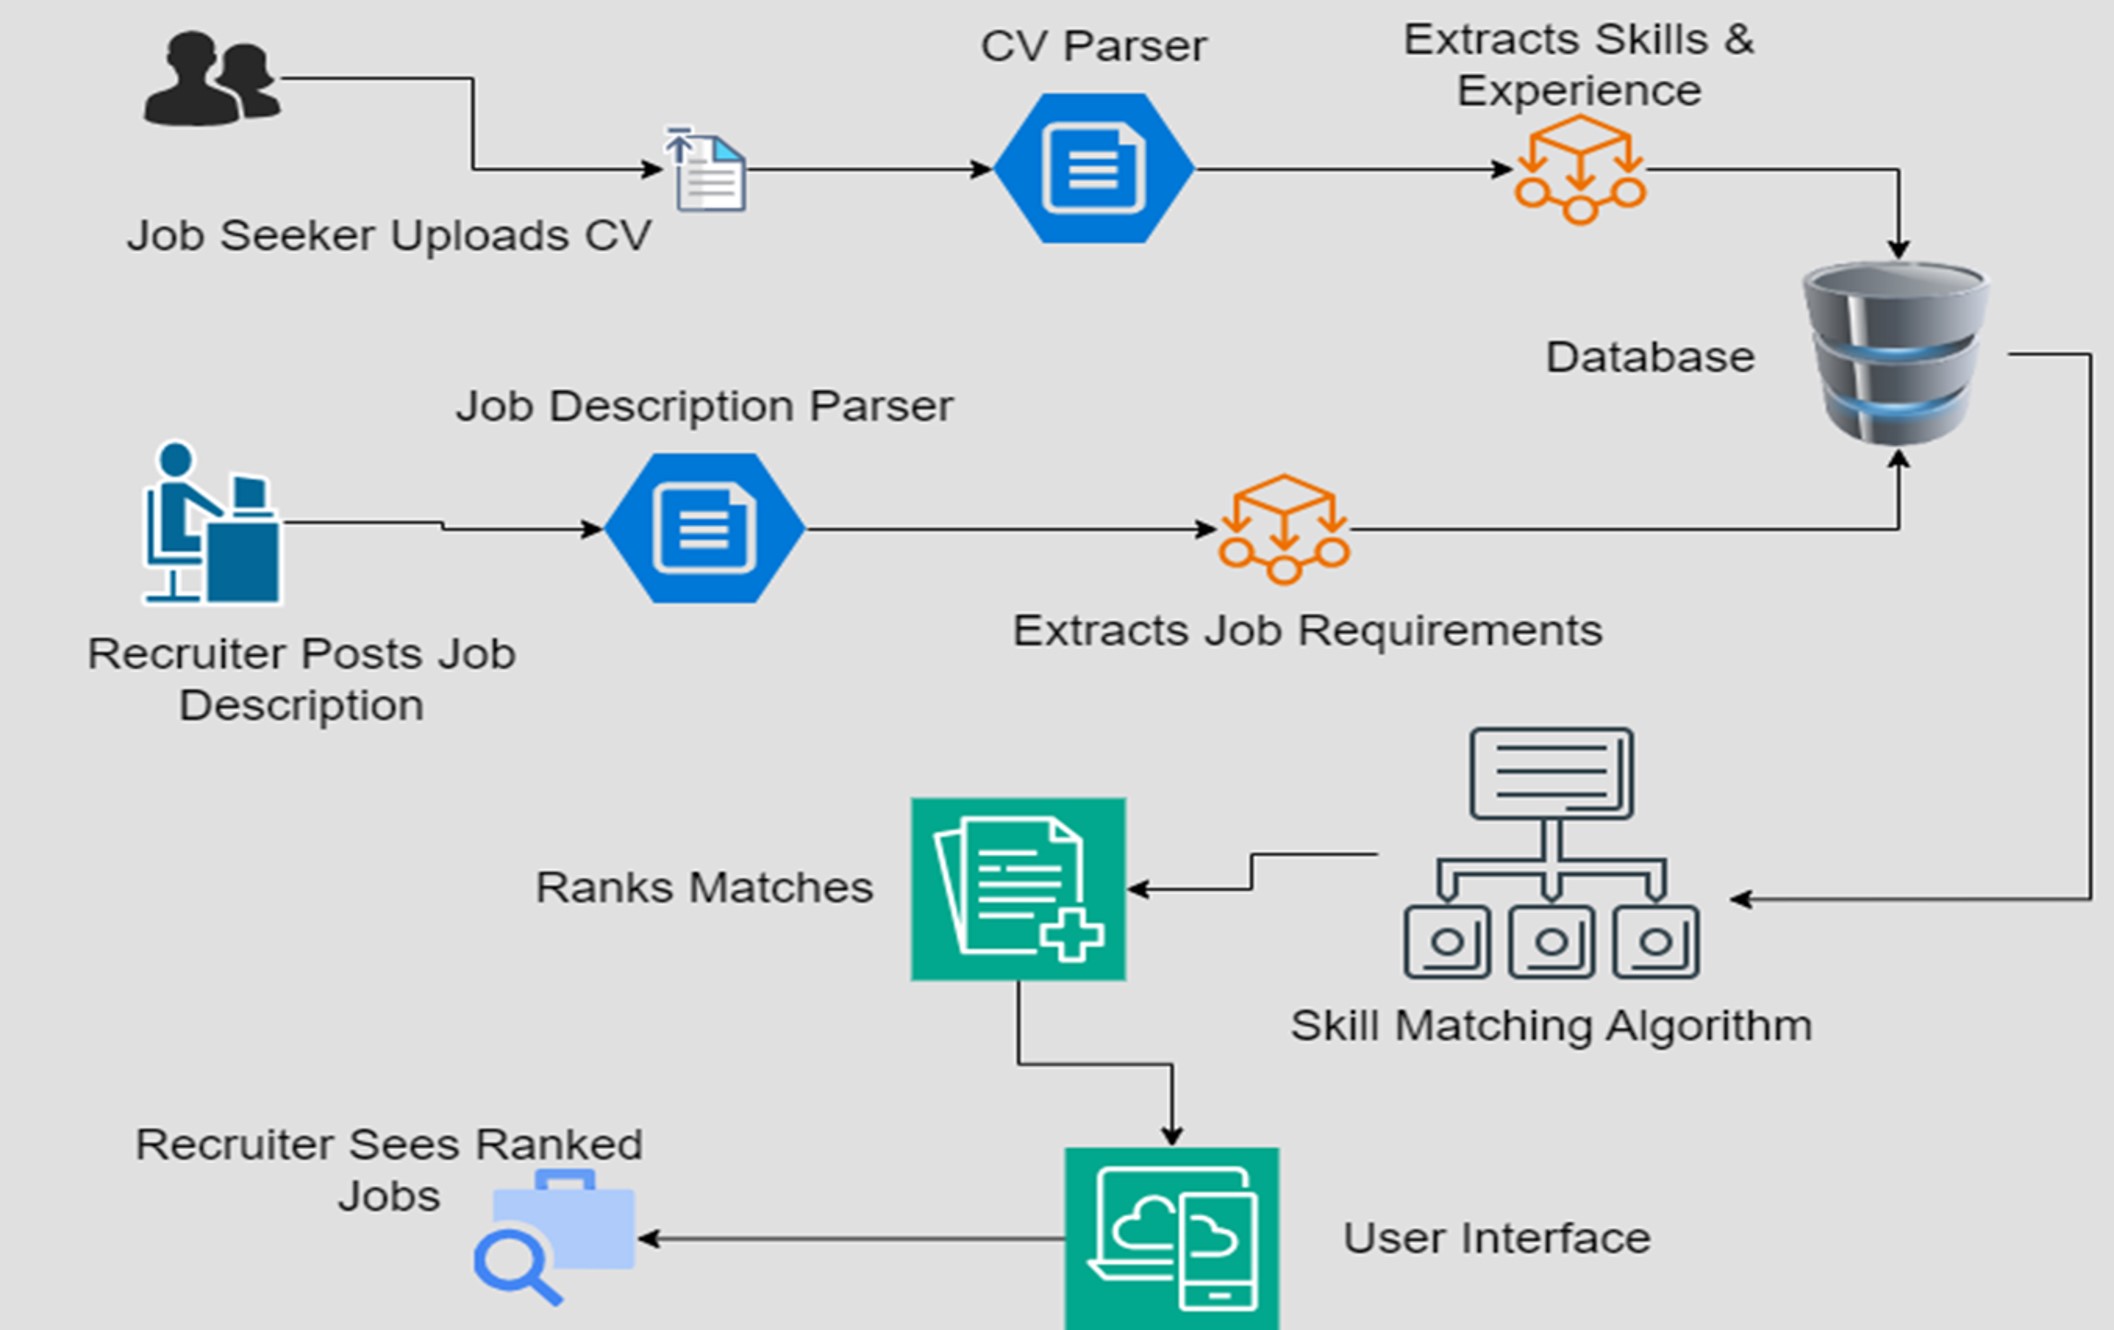 CV Parser
Extracts Skills &
Experience
Job Seeker Uploads CV
Database
Job Description Parser
Recruiter Posts Job
Description
Extracts Job Requirements
Ranks Matches
Skill Matching Algorithm
Recruiter Sees Ranked
Jobs
User Interface